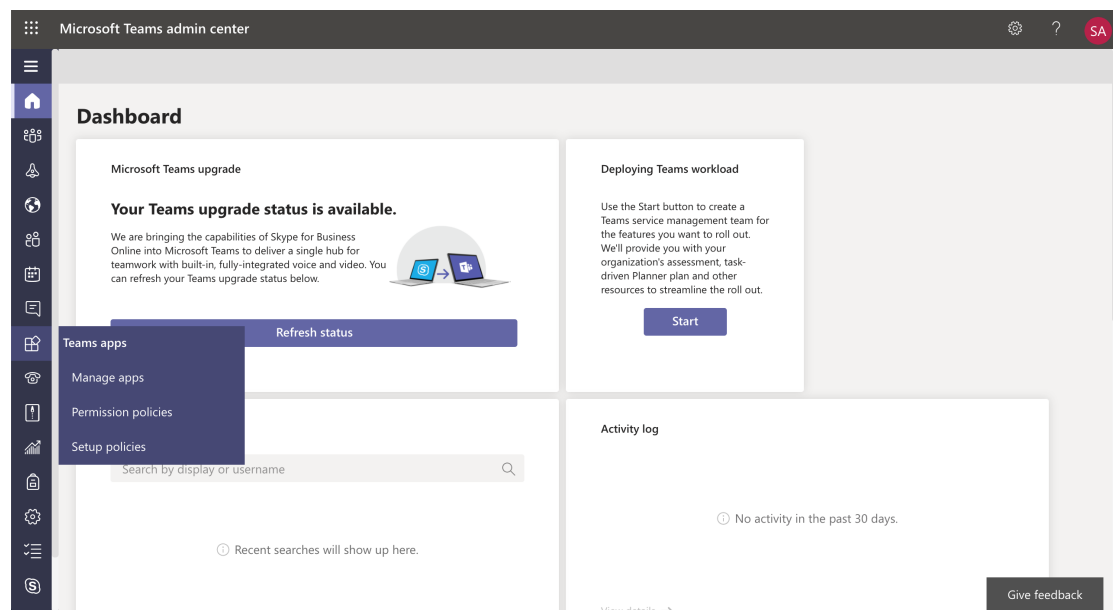 Microsoft Teams admin center
?
SA
Dashboard
Microsoft Teams upgrade
Your Teams upgrade status is available.
We are bringing the capabilities of Skype for Business
Online into Microsoft Teams to deliver a single hub for
teamwork with built-in, fully-integrated voice and video. You
can refresh your Teams upgrade status below.
Refresh status
Deploying Teams workload
Use the Start button to create a
Teams service management team for
the features you want to roll out.
We'll provide you with your
organization's assessment, task-
driven Planner plan and other
resources to streamline the roll out.
Start
Teams apps
Manage apps
Permission policies
Setup policies
Search by display or username
Recent searches will show up here.
Activity log
No activity in the past 30 days.
View details
Give feedback